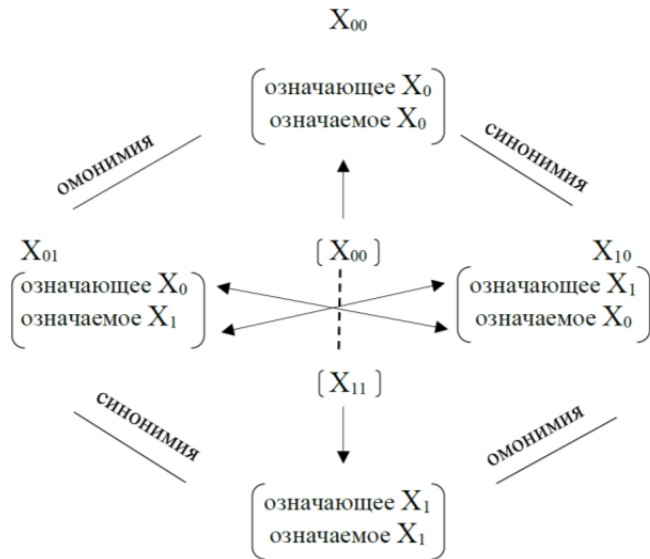 X₀₀
означающее X₀
означаемое X₀
омонимия
синонимия
X₀₁
[X₀₀]
X₁₀
означающее X₀
означаемое X₁
означающее X₁
означаемое X₀
[X₁₁]
синонимия
омонимия
означающее X₁
означаемое X₁